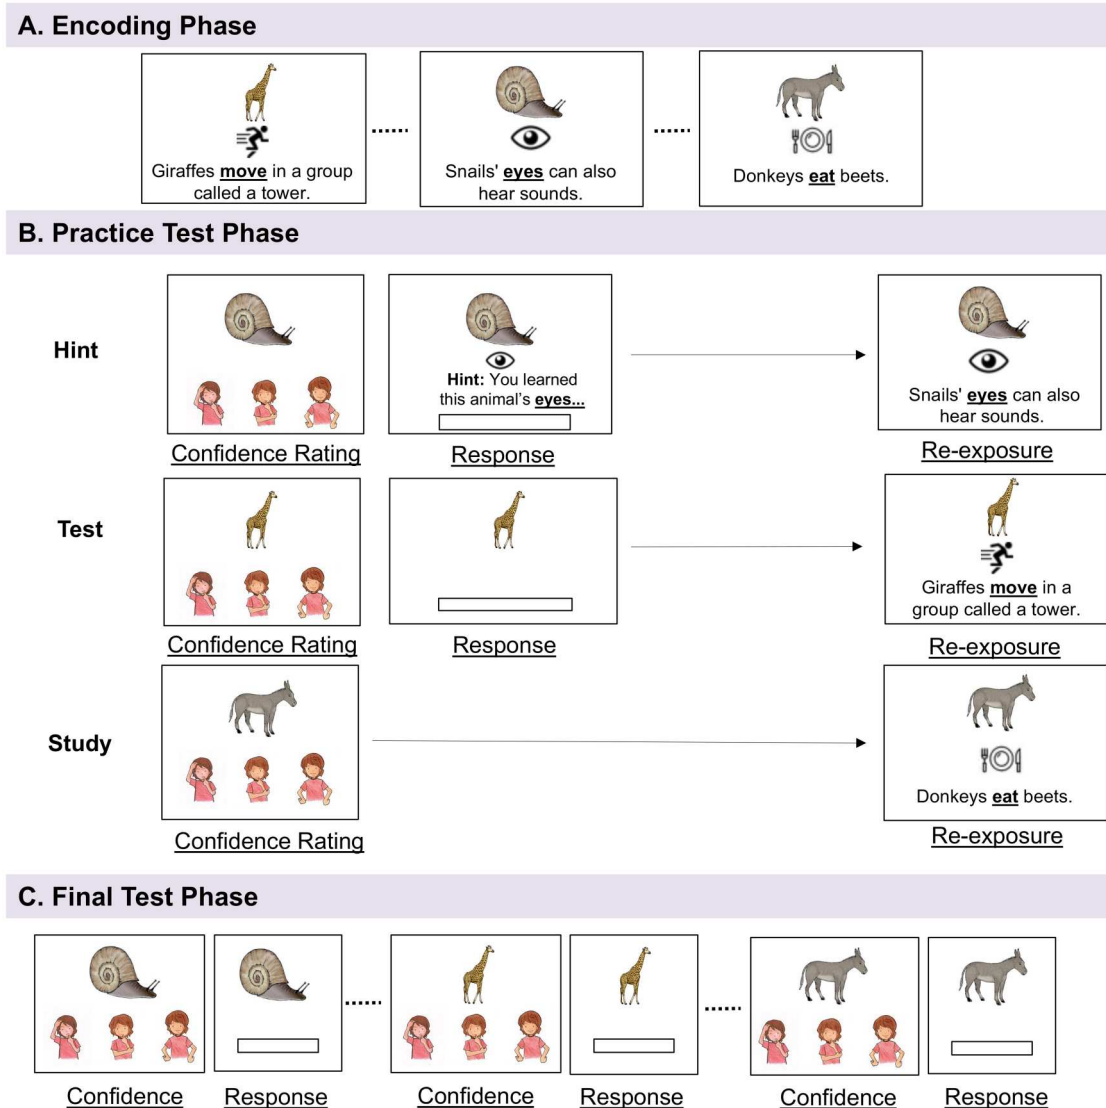 A. Encoding Phase
Giraffes move in a group
called a tower.
Snails' eyes can also
hear sounds.
Donkeys eat beets.
B. Practice Test Phase
Hint
Hint: You learned
this animal's eyes...
Snails' eyes can also
hear sounds.
Confidence Rating
Response
Re-exposure
Test
Giraffes move in a
group called a tower.
Confidence Rating
Response
Re-exposure
Study
Donkeys eat beets.
Confidence Rating
Re-exposure
C. Final Test Phase
Confidence
Response
Confidence
Response
Confidence
Response